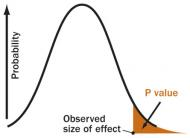 Probability
P value
Observed
size of effect